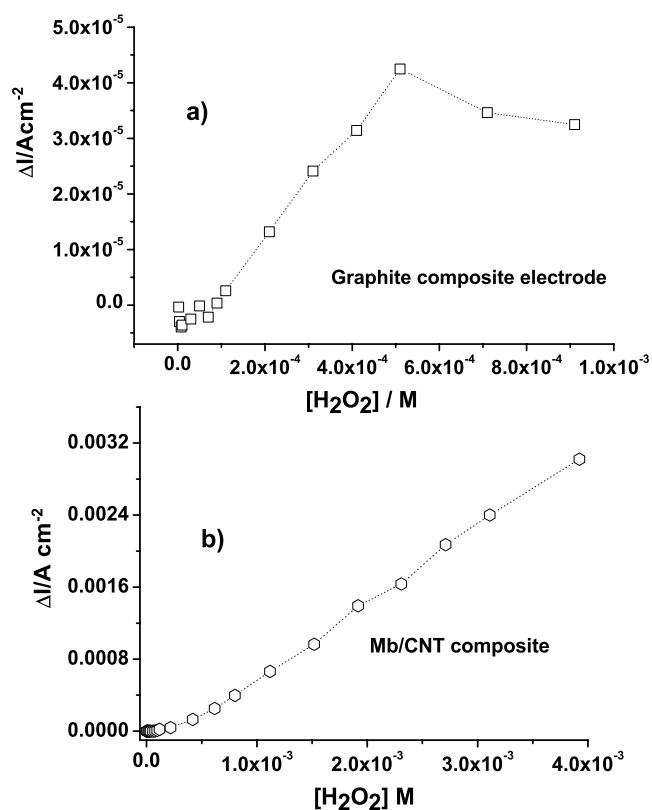 5.0x10⁻⁵
4.0x10⁻⁵
a)
3.0x10⁻⁵
ΔI/Acm⁻²
2.0x10⁻⁵
1.0x10⁻⁵
Graphite composite electrode
0.0
0.0 2.0x10⁻⁴ 4.0x10⁻⁴ 6.0x10⁻⁴ 8.0x10⁻⁴ 1.0x10⁻³
[H₂O₂] / M
0.0032
0.0024
b)
ΔI/A cm⁻²
0.0016
Mb/CNT composite
0.0008
0.0000
0.0 1.0x10⁻³ 2.0x10⁻³ 3.0x10⁻³ 4.0x10⁻³
[H₂O₂] M